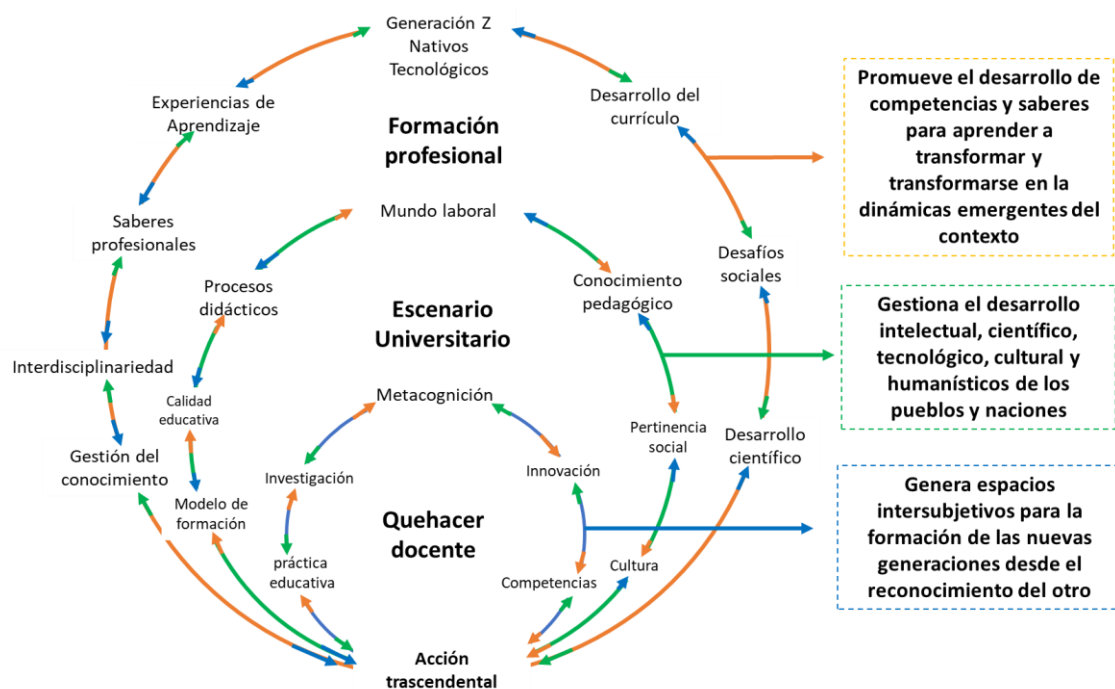 Generación Z
Nativos
Tecnológicos
Experiencias de
Aprendizaje
Desarrollo del
currículo
Formación
profesional
Saberes
profesionales
Mundo laboral
Desafíos
sociales
Procesos
didácticos
Conocimiento
pedagógico
Escenario
Universitario
Interdisciplinariedad
Metacognición
Calidad
educativa
Pertinencia
social
Desarrollo
científico
Gestión del
conocimiento
Investigación
Innovación
Modelo de
formación
Quehacer
docente
práctica
educativa
Competencias
Cultura
Acción
trascendental
Promueve el desarrollo de
competencias y saberes
para aprender a
transformar y
transformarse en la
dinámicas emergentes del
contexto
Gestiona el desarrollo
intelectual, científico,
tecnológico, cultural y
humanísticos de los
pueblos y naciones
Genera espacios
intersubjetivos para la
formación de las nuevas
generaciones desde el
reconocimiento del otro